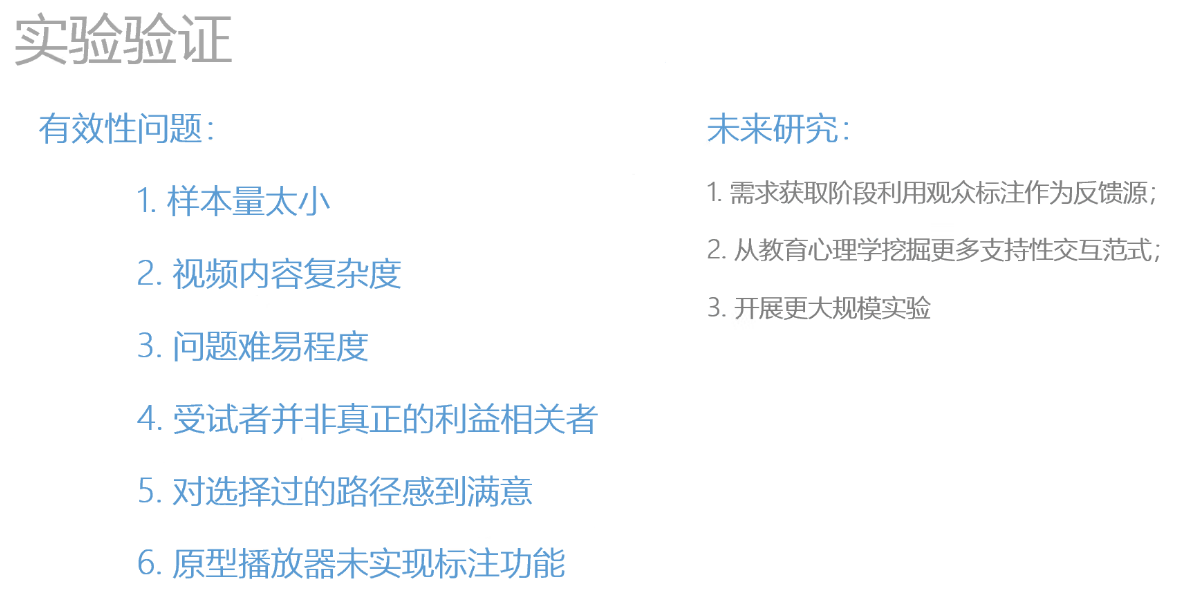 实验验证
有效性问题：
1. 样本量太小
2. 视频内容复杂度
3. 问题难易程度
4. 受试者并非真正的利益相关者
5. 对选择过的路径感到满意
6. 原型播放器未实现标注功能
未来研究：
1. 需求获取阶段利用观众标注作为反馈源；
2. 从教育心理学挖掘更多支持性交互范式；
3. 开展更大规模实验